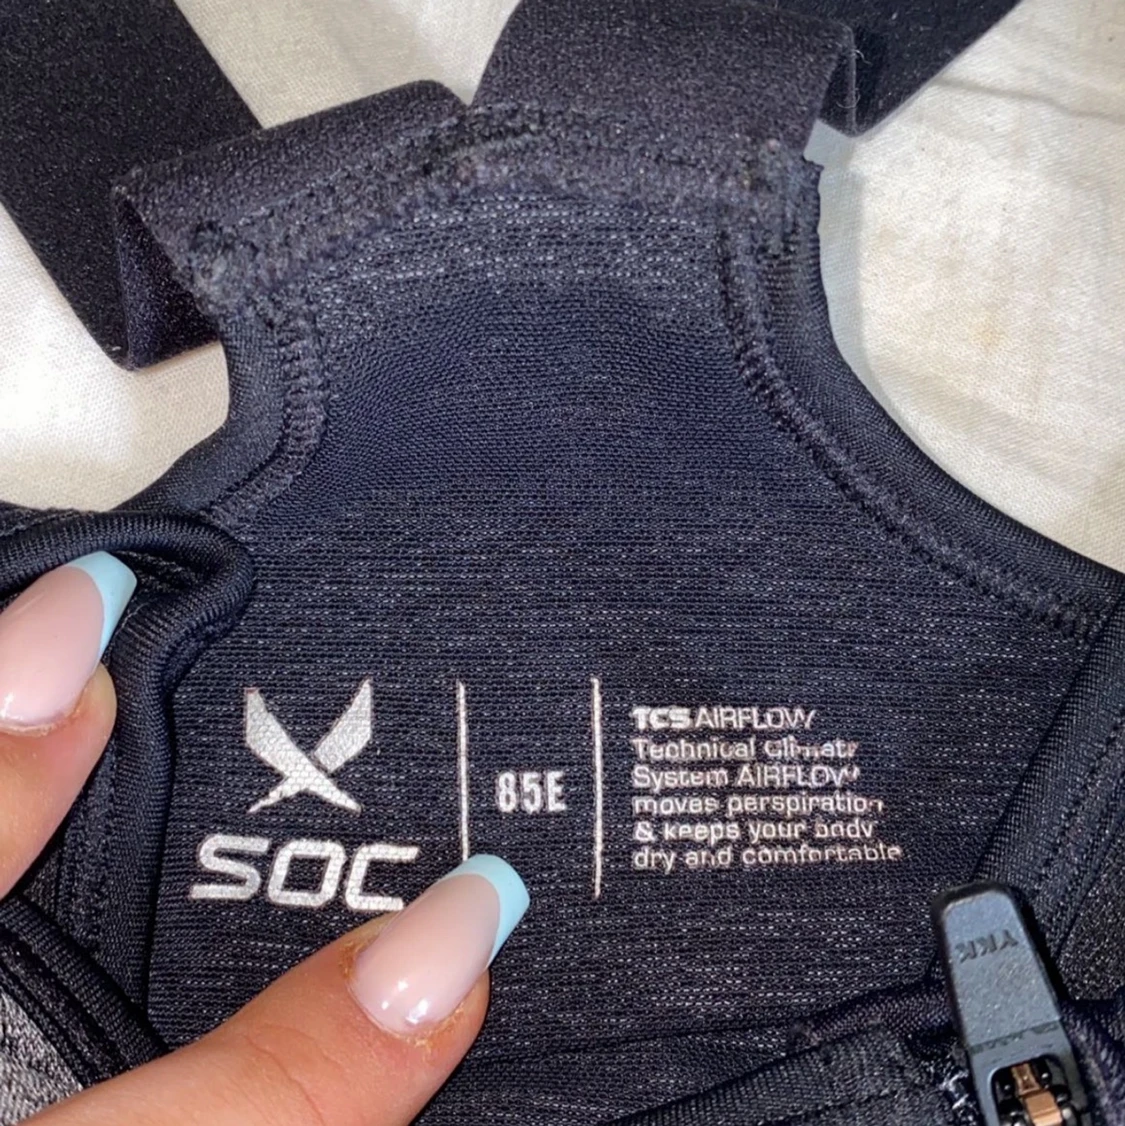 SOC
85E
TCS AIRFLOW
Technical Climate
System AIRFLOW
moves perspiration
& keeps your body
dry and comfortable
YKK